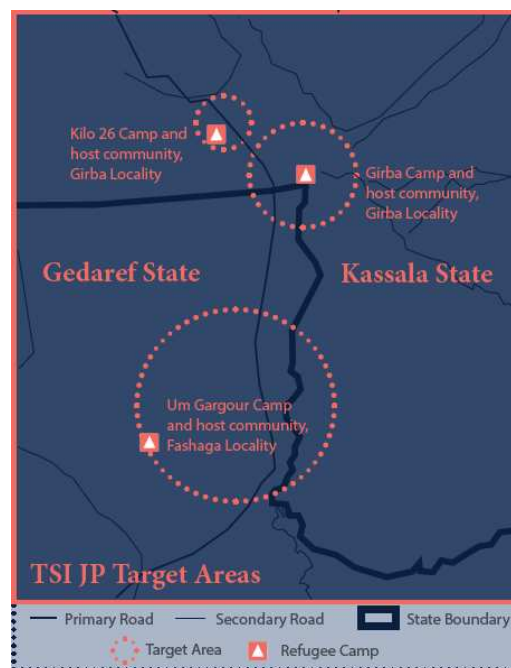 Kilo 26 Camp and
host community,
Girba Locality
Girba Camp and
host community,
Girba Locality
Gedaref State
Kassala State
Um Gargour Camp
and host community,
Fashaga Locality
TSI JP Target Areas
Primary Road
Secondary Road
State Boundary
Target Area
Refugee Camp